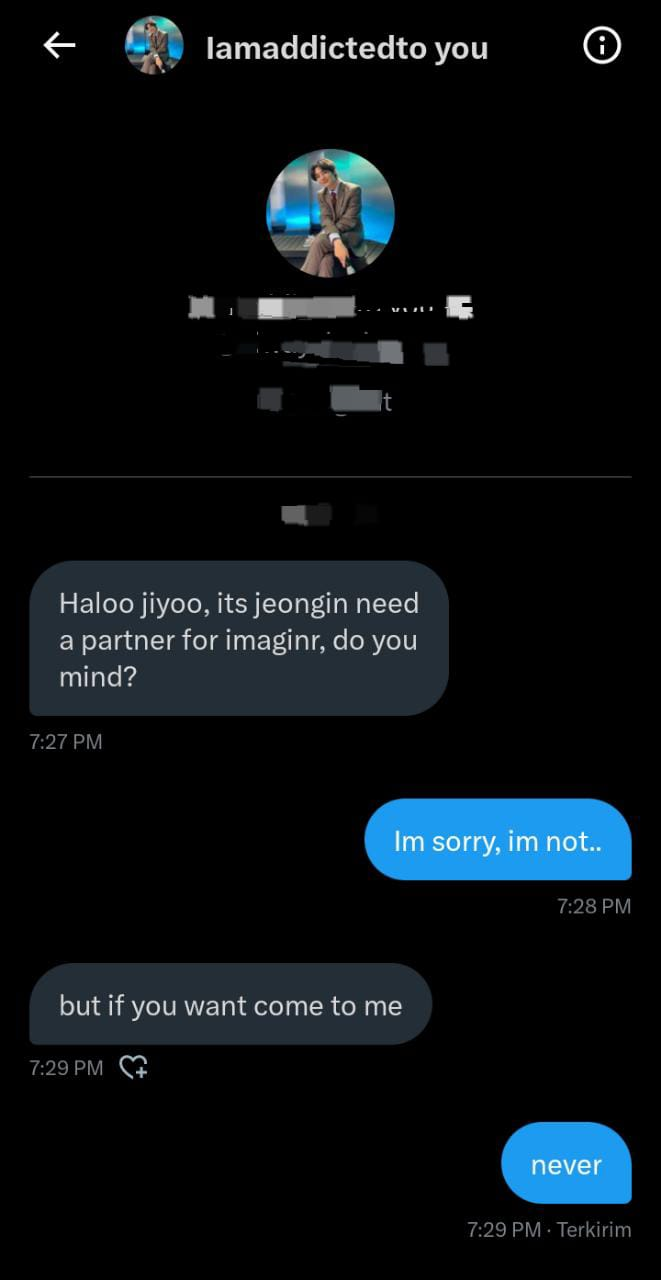 Iamaddictedto you
Haloo jiyoo, its jeongin need
a partner for imaginr, do you
mind?
7:27 PM
Im sorry, im not..
7:28 PM
but if you want come to me
7:29 PM
never
7:29 PM · Terkirim